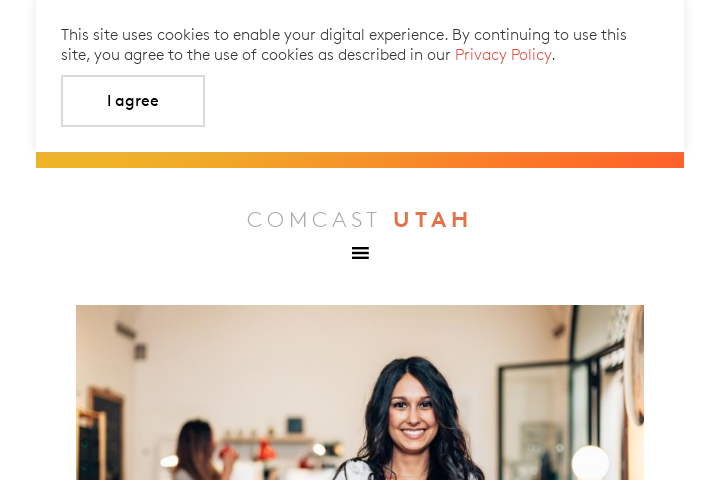 This site uses cookies to enable your digital experience. By continuing to use this
site, you agree to the use of cookies as described in our Privacy Policy.
I agree
COMCAST UTAH